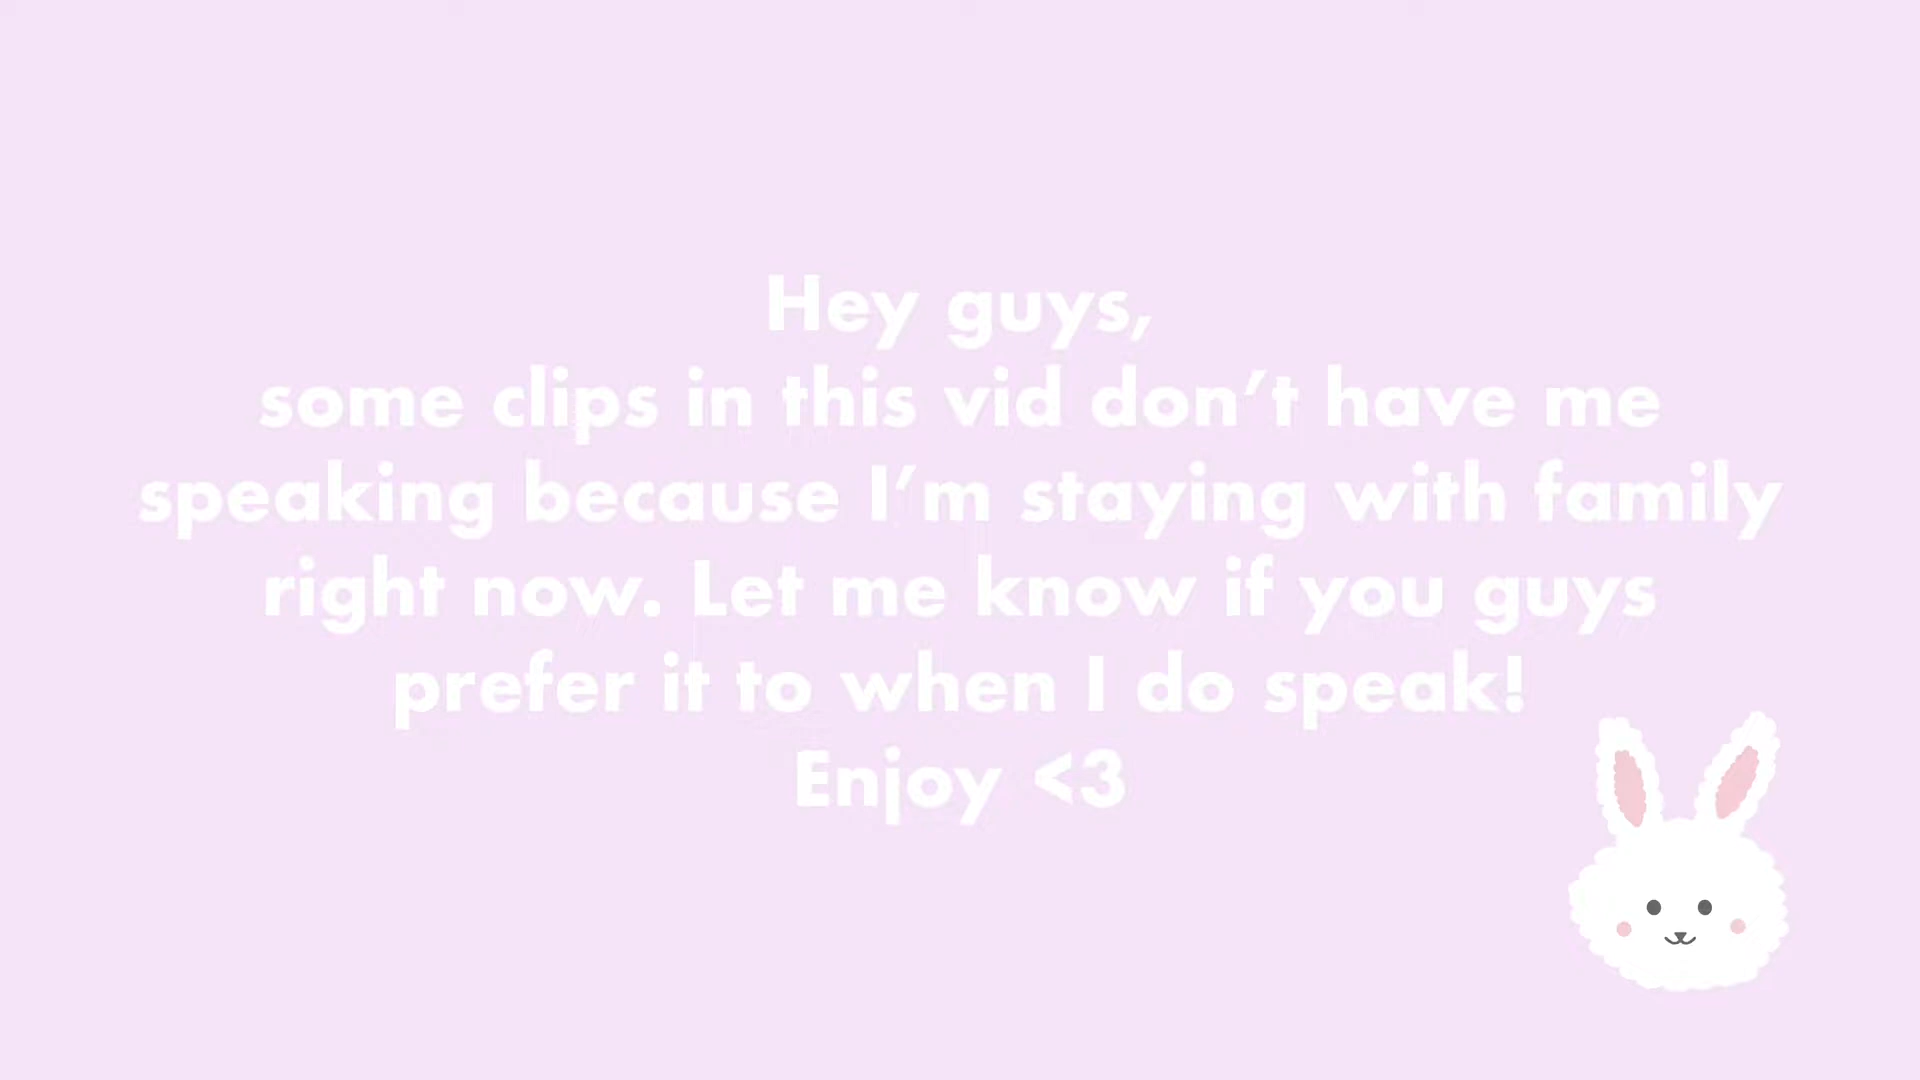 Hey guys,
some clips in this vid don’t have me
speaking because I’m staying with family
right now. Let me know if you guys
prefer it to when I do speak!
Enjoy <3